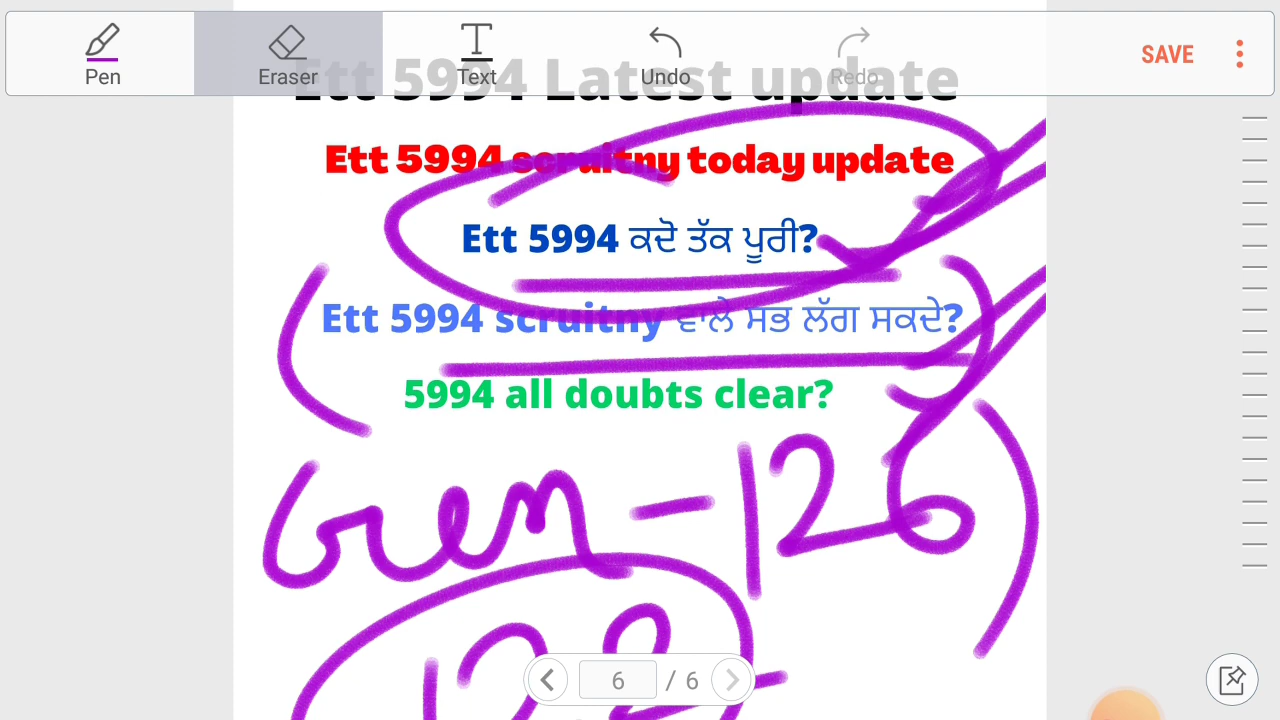 Pen Eraser Text Undo Redo SAVE
Ett 5994 Latest update
Ett 5994 scruitny today update
Ett 5994 ਕਦੋ ਤੱਕ ਪੂਰੀ?
Ett 5994 scruitny ਵਾਲੇ ਸਭ ਲੱਗ ਸਕਦੇ?
5994 all doubts clear?
Gen - 126
6 / 6